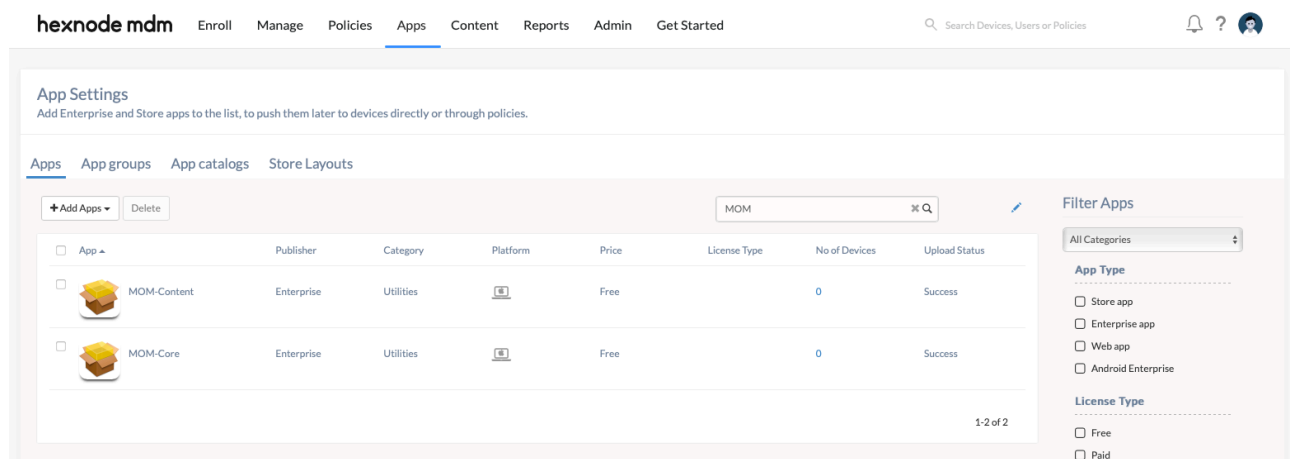 hexnode mdm Enroll Manage Policies Apps Content Reports Admin Get Started Search Devices, Users or Policies ?
App Settings
Add Enterprise and Store apps to the list, to push them later to devices directly or through policies.
Apps App groups App catalogs Store Layouts
+Add Apps Delete MOM
App Publisher Category Platform Price License Type No of Devices Upload Status
MOM-Content Enterprise Utilities Free 0 Success
MOM-Core Enterprise Utilities Free 0 Success
1-2 of 2
Filter Apps
All Categories
App Type
Store app
Enterprise app
Web app
Android Enterprise
License Type
Free
Paid